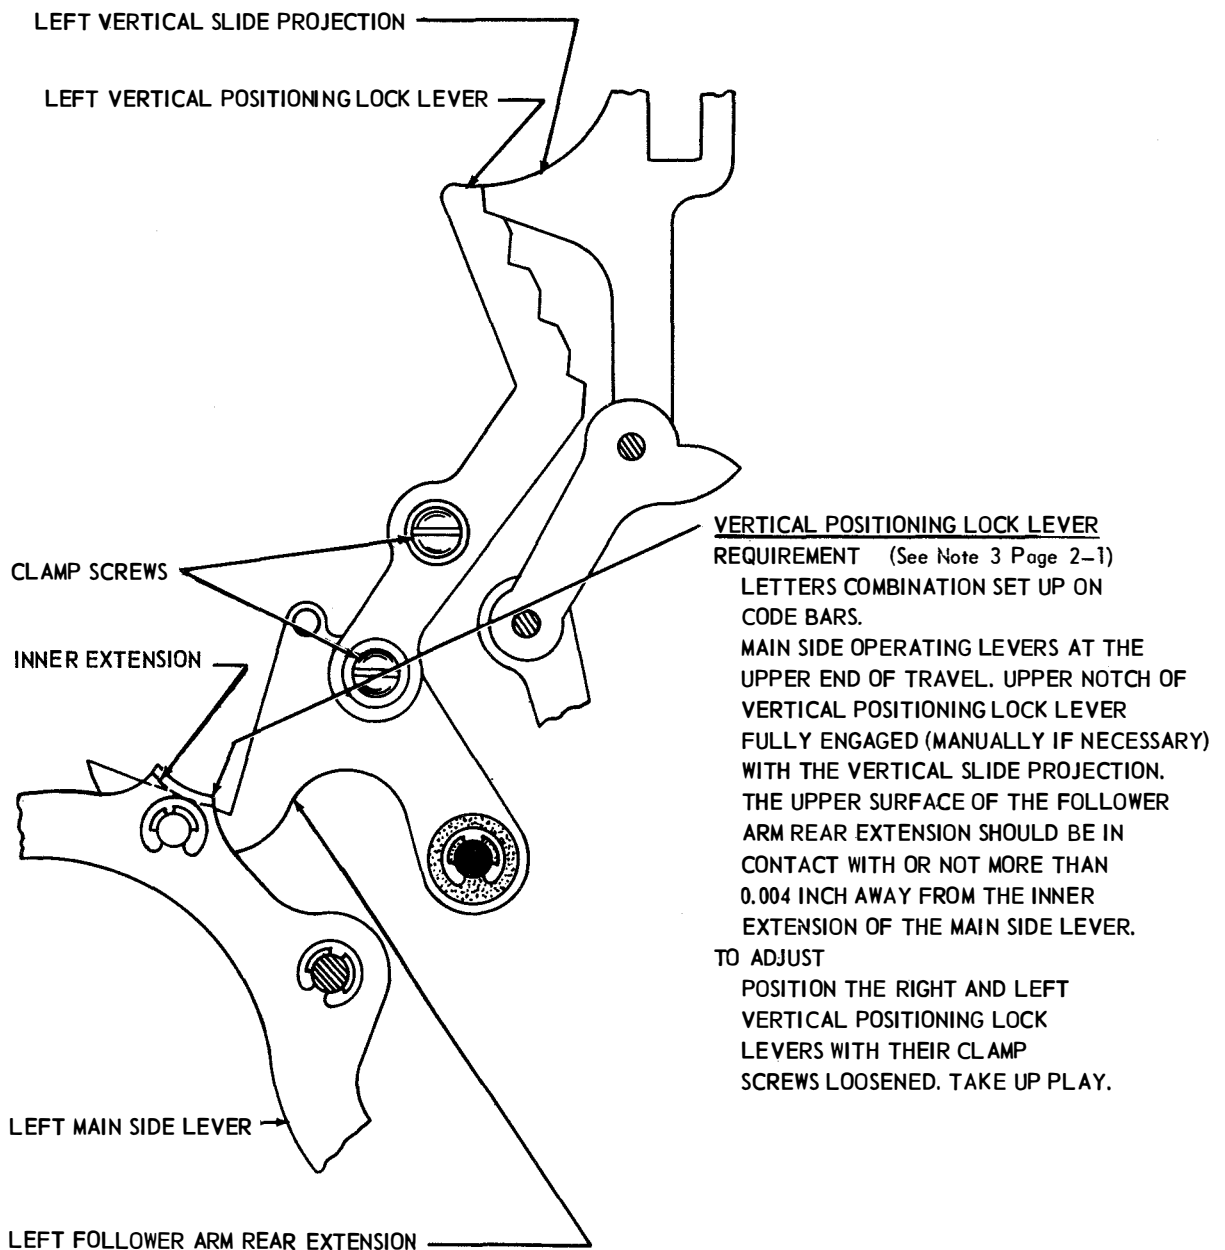 LEFT VERTICAL SLIDE PROJECTION
LEFT VERTICAL POSITIONING LOCK LEVER
CLAMP SCREWS
INNER EXTENSION
LEFT MAIN SIDE LEVER
LEFT FOLLOWER ARM REAR EXTENSION
VERTICAL POSITIONING LOCK LEVER
REQUIREMENT (See Note 3 Page 2-1)
LETTERS COMBINATION SET UP ON
CODE BARS.
MAIN SIDE OPERATING LEVERS AT THE
UPPER END OF TRAVEL. UPPER NOTCH OF
VERTICAL POSITIONING LOCK LEVER
FULLY ENGAGED (MANUALLY IF NECESSARY)
WITH THE VERTICAL SLIDE PROJECTION.
THE UPPER SURFACE OF THE FOLLOWER
ARM REAR EXTENSION SHOULD BE IN
CONTACT WITH OR NOT MORE THAN
0.004 INCH AWAY FROM THE INNER
EXTENSION OF THE MAIN SIDE LEVER.
TO ADJUST
POSITION THE RIGHT AND LEFT
VERTICAL POSITIONING LOCK
LEVERS WITH THEIR CLAMP
SCREWS LOOSENED. TAKE UP PLAY.